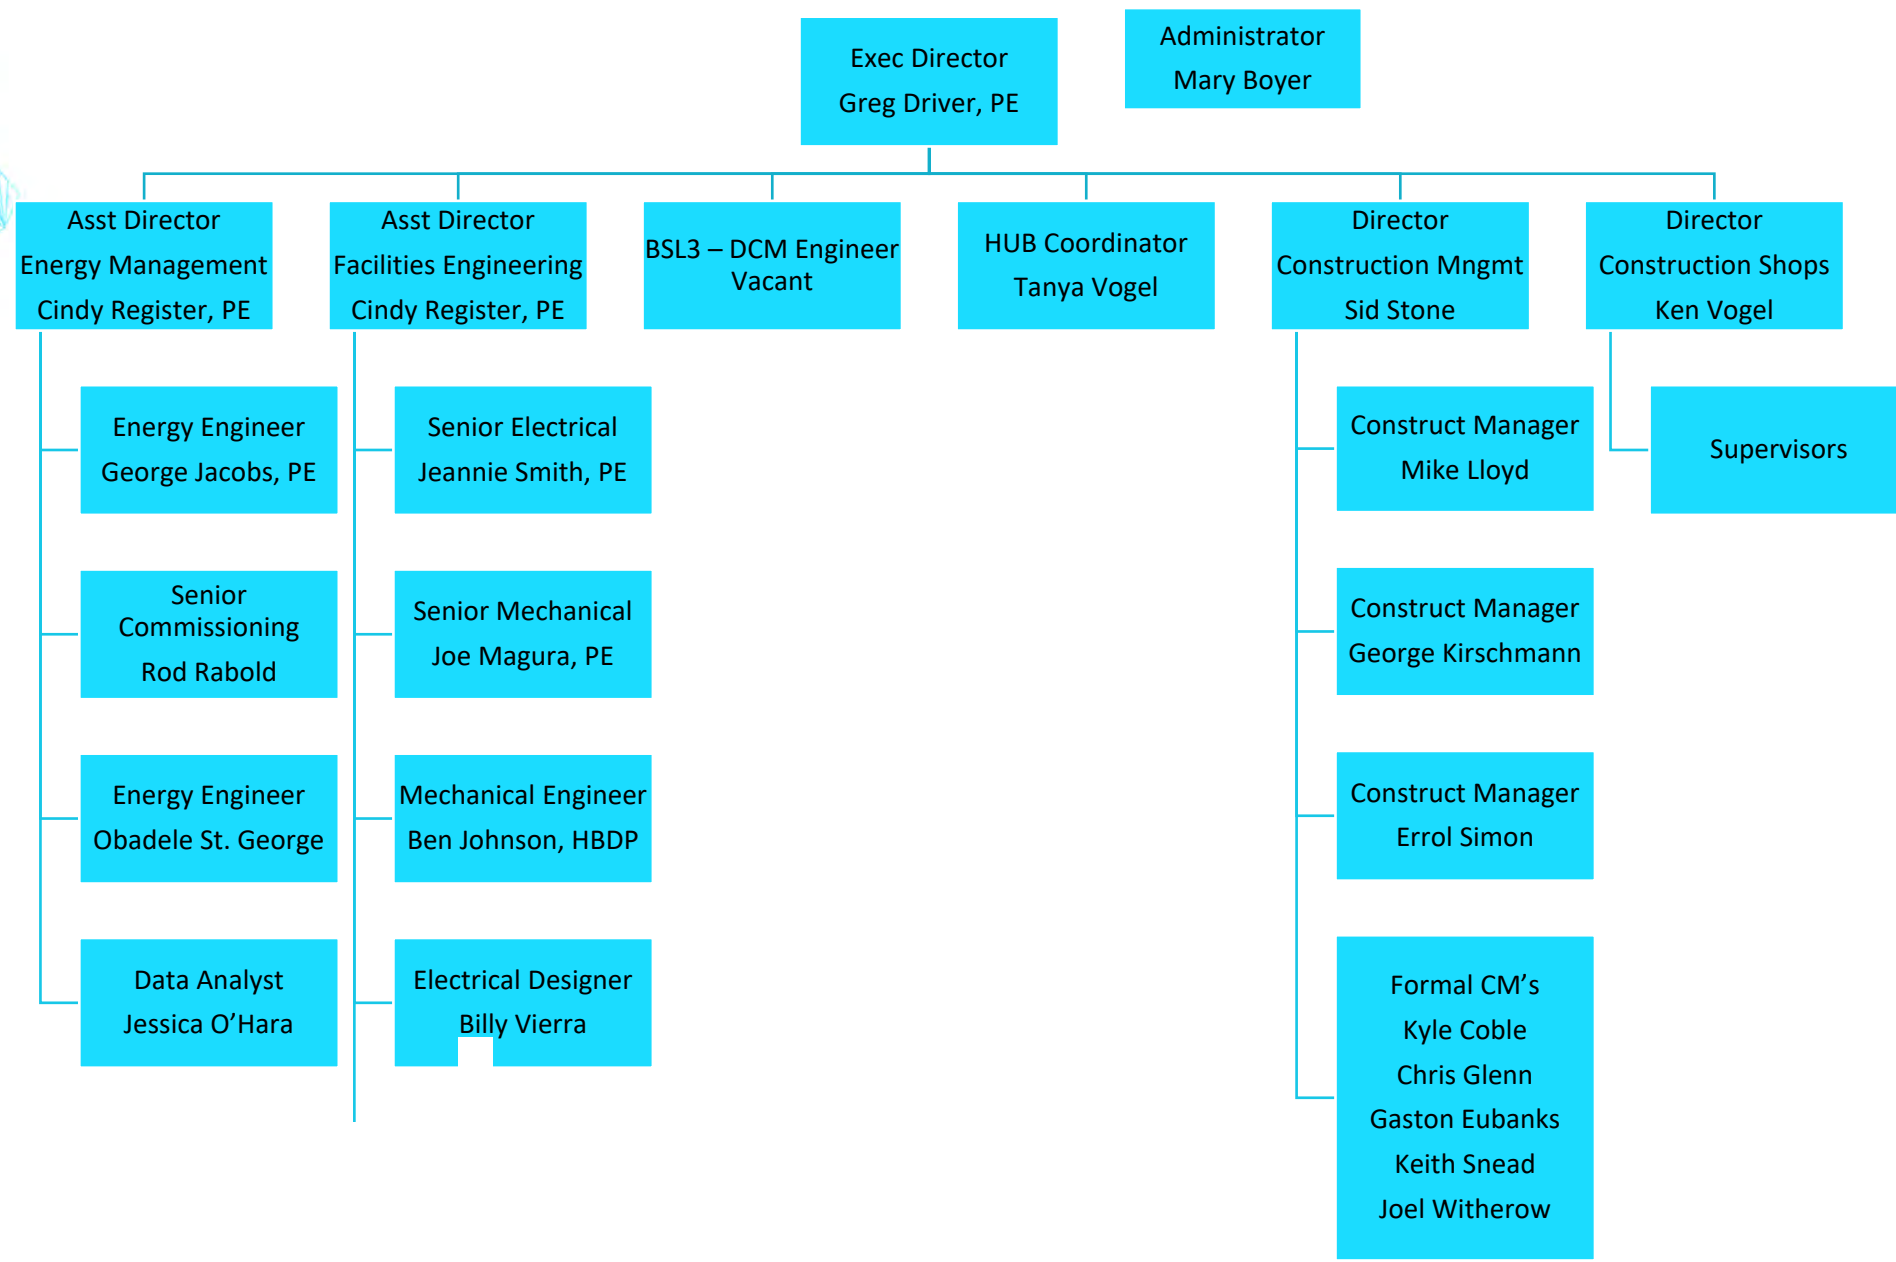 Exec Director
Greg Driver, PE
Administrator
Mary Boyer
Asst Director
Energy Management
Cindy Register, PE
Asst Director
Facilities Engineering
Cindy Register, PE
BSL3 – DCM Engineer
Vacant
HUB Coordinator
Tanya Vogel
Director
Construction Mngmt
Sid Stone
Director
Construction Shops
Ken Vogel
Energy Engineer
George Jacobs, PE
Senior
Commissioning
Rod Rabold
Energy Engineer
Obadele St. George
Data Analyst
Jessica O’Hara
Senior Electrical
Jeannie Smith, PE
Senior Mechanical
Joe Magura, PE
Mechanical Engineer
Ben Johnson, HBDP
Electrical Designer
Billy Vierra
Construct Manager
Mike Lloyd
Construct Manager
George Kirschmann
Construct Manager
Errol Simon
Formal CM’s
Kyle Coble
Chris Glenn
Gaston Eubanks
Keith Snead
Joel Witherow
Supervisors